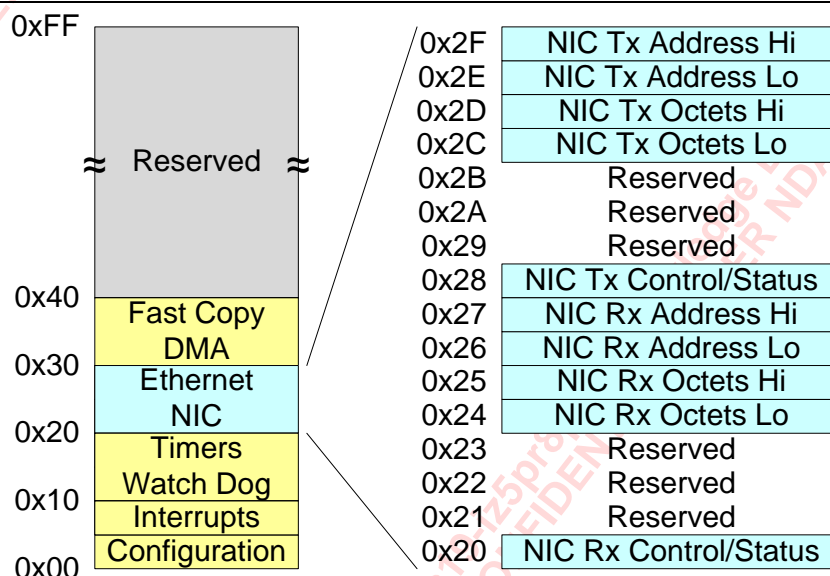 0xFF
Reserved
≈ ≈
0x40
Fast Copy
DMA
0x30
Ethernet
NIC
0x20
Timers
Watch Dog
0x10
Interrupts
Configuration
0x00
0x2F NIC Tx Address Hi
0x2E NIC Tx Address Lo
0x2D NIC Tx Octets Hi
0x2C NIC Tx Octets Lo
0x2B Reserved
0x2A Reserved
0x29 Reserved
0x28 NIC Tx Control/Status
0x27 NIC Rx Address Hi
0x26 NIC Rx Address Lo
0x25 NIC Rx Octets Hi
0x24 NIC Rx Octets Lo
0x23 Reserved
0x22 Reserved
0x21 Reserved
0x20 NIC Rx Control/Status